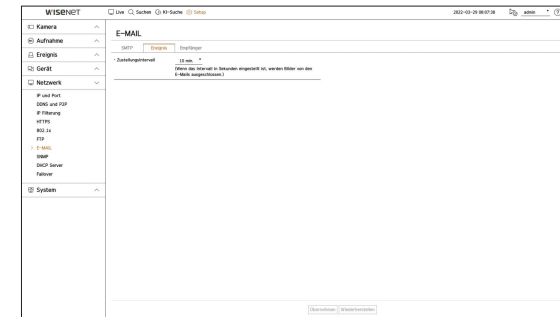 WISENET
Live Suchen KI-Suche Setup
2022-03-29 00:07:30 admin
Kamera
Aufnahme
Ereignis
Gerät
Netzwerk
IP und Port
DDNS und P2P
IP Filterung
HTTPS
802.1x
FTP
> E-MAIL
SNMP
DHCP Server
Failover
System
E-MAIL
SMTP Ereignis Empfänger
• Zustellungsintervall 10 min.
(Wenn das Intervall in Sekunden eingestellt ist, werden Bilder von den
E-Mails ausgeschlossen.)
Übernehmen Wiederherstellen